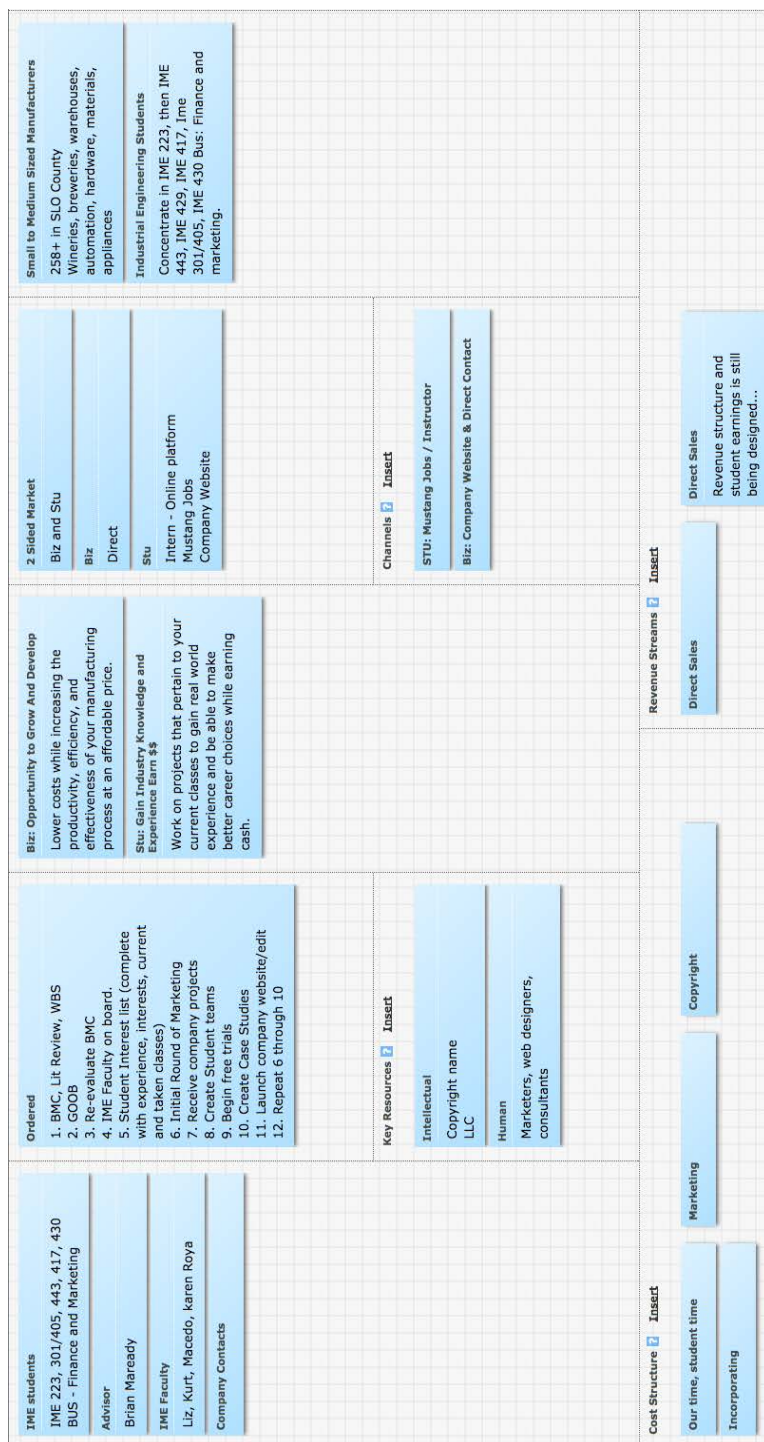 IME students
IME 223, 301/405, 443, 417, 430
BUS - Finance and Marketing
Advisor
Brian Maready
IME Faculty
Liz, Kurt, Macedo, karen Roya
Company Contacts
Ordered
1. BMC, Lit Review, WBS
2. GOOB
3. Re-evaluate BMC
4. IME Faculty on board.
5. Student Interest list (complete
with experience, interests, current
and taken classes)
6. Initial Round of Marketing
7. Receive company projects
8. Create Student teams
9. Begin free trials
10. Create Case Studies
11. Launch company website/edit
12. Repeat 6 through 10
Key Resources ? Insert
Intellectual
Copyright name
LLC
Human
Marketers, web designers,
consultants
Biz: Opportunity to Grow And Develop
Lower costs while increasing the
productivity, efficiency, and
effectiveness of your manufacturing
process at an affordable price.
Stu: Gain Industry Knowledge and
Experience Earn $$
Work on projects that pertain to your
current classes to gain real world
experience and be able to make
better career choices while earning
cash.
2 Sided Market
Biz and Stu
Biz
Direct
Stu
Intern - Online platform
Mustang Jobs
Company Website
Channels ? Insert
STU: Mustang Jobs / Instructor
Biz: Company Website & Direct Contact
Small to Medium Sized Manufacturers
258+ in SLO County
Wineries, breweries, warehouses,
automation, hardware, materials,
appliances
Industrial Engineering Students
Concentrate in IME 223, then IME
443, IME 429, IME 417, Ime
301/405, IME 430 Bus: Finance and
marketing.
Cost Structure ? Insert
Our time, student time
Marketing
Copyright
Incorporating
Revenue Streams ? Insert
Direct Sales
Direct Sales
Revenue structure and
student earnings is still
being designed...